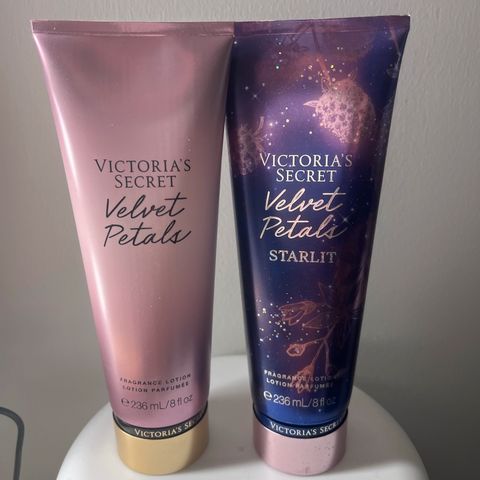 VICTORIA'S
SECRET
Velvet
Petals
FRAGRANCE LOTION
LOTION PARFUMÉE
℮ 236 mL/8 fl oz
VICTORIA'S SEC
VICTORIA'S
SECRET
Velvet
Petals
STARLIT
FRAGRANCE LOTION
LOTION PARFUMÉE
℮ 236 mL/8 fl oz
VICTORIA'S SECRET